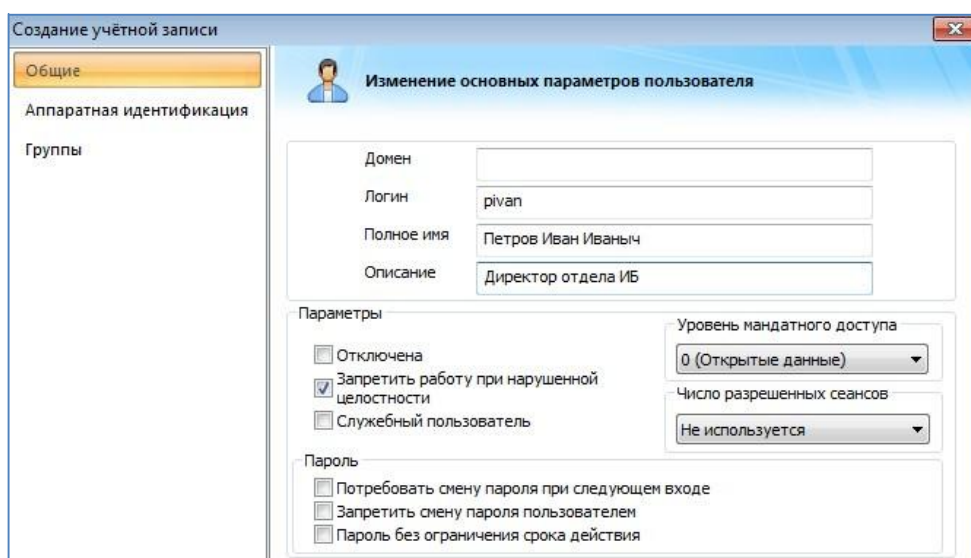 Создание учётной записи
Общие
Аппаратная идентификация
Группы
Изменение основных параметров пользователя
Домен
Логин pivan
Полное имя Петров Иван Иваныч
Описание Директор отдела ИБ
Параметры
Отключена
Запретить работу при нарушенной
целостности
Служебный пользователь
Уровень мандатного доступа
0 (Открытые данные)
Число разрешенных сеансов
Не используется
Пароль
Потребовать смену пароля при следующем входе
Запретить смену пароля пользователем
Пароль без ограничения срока действия